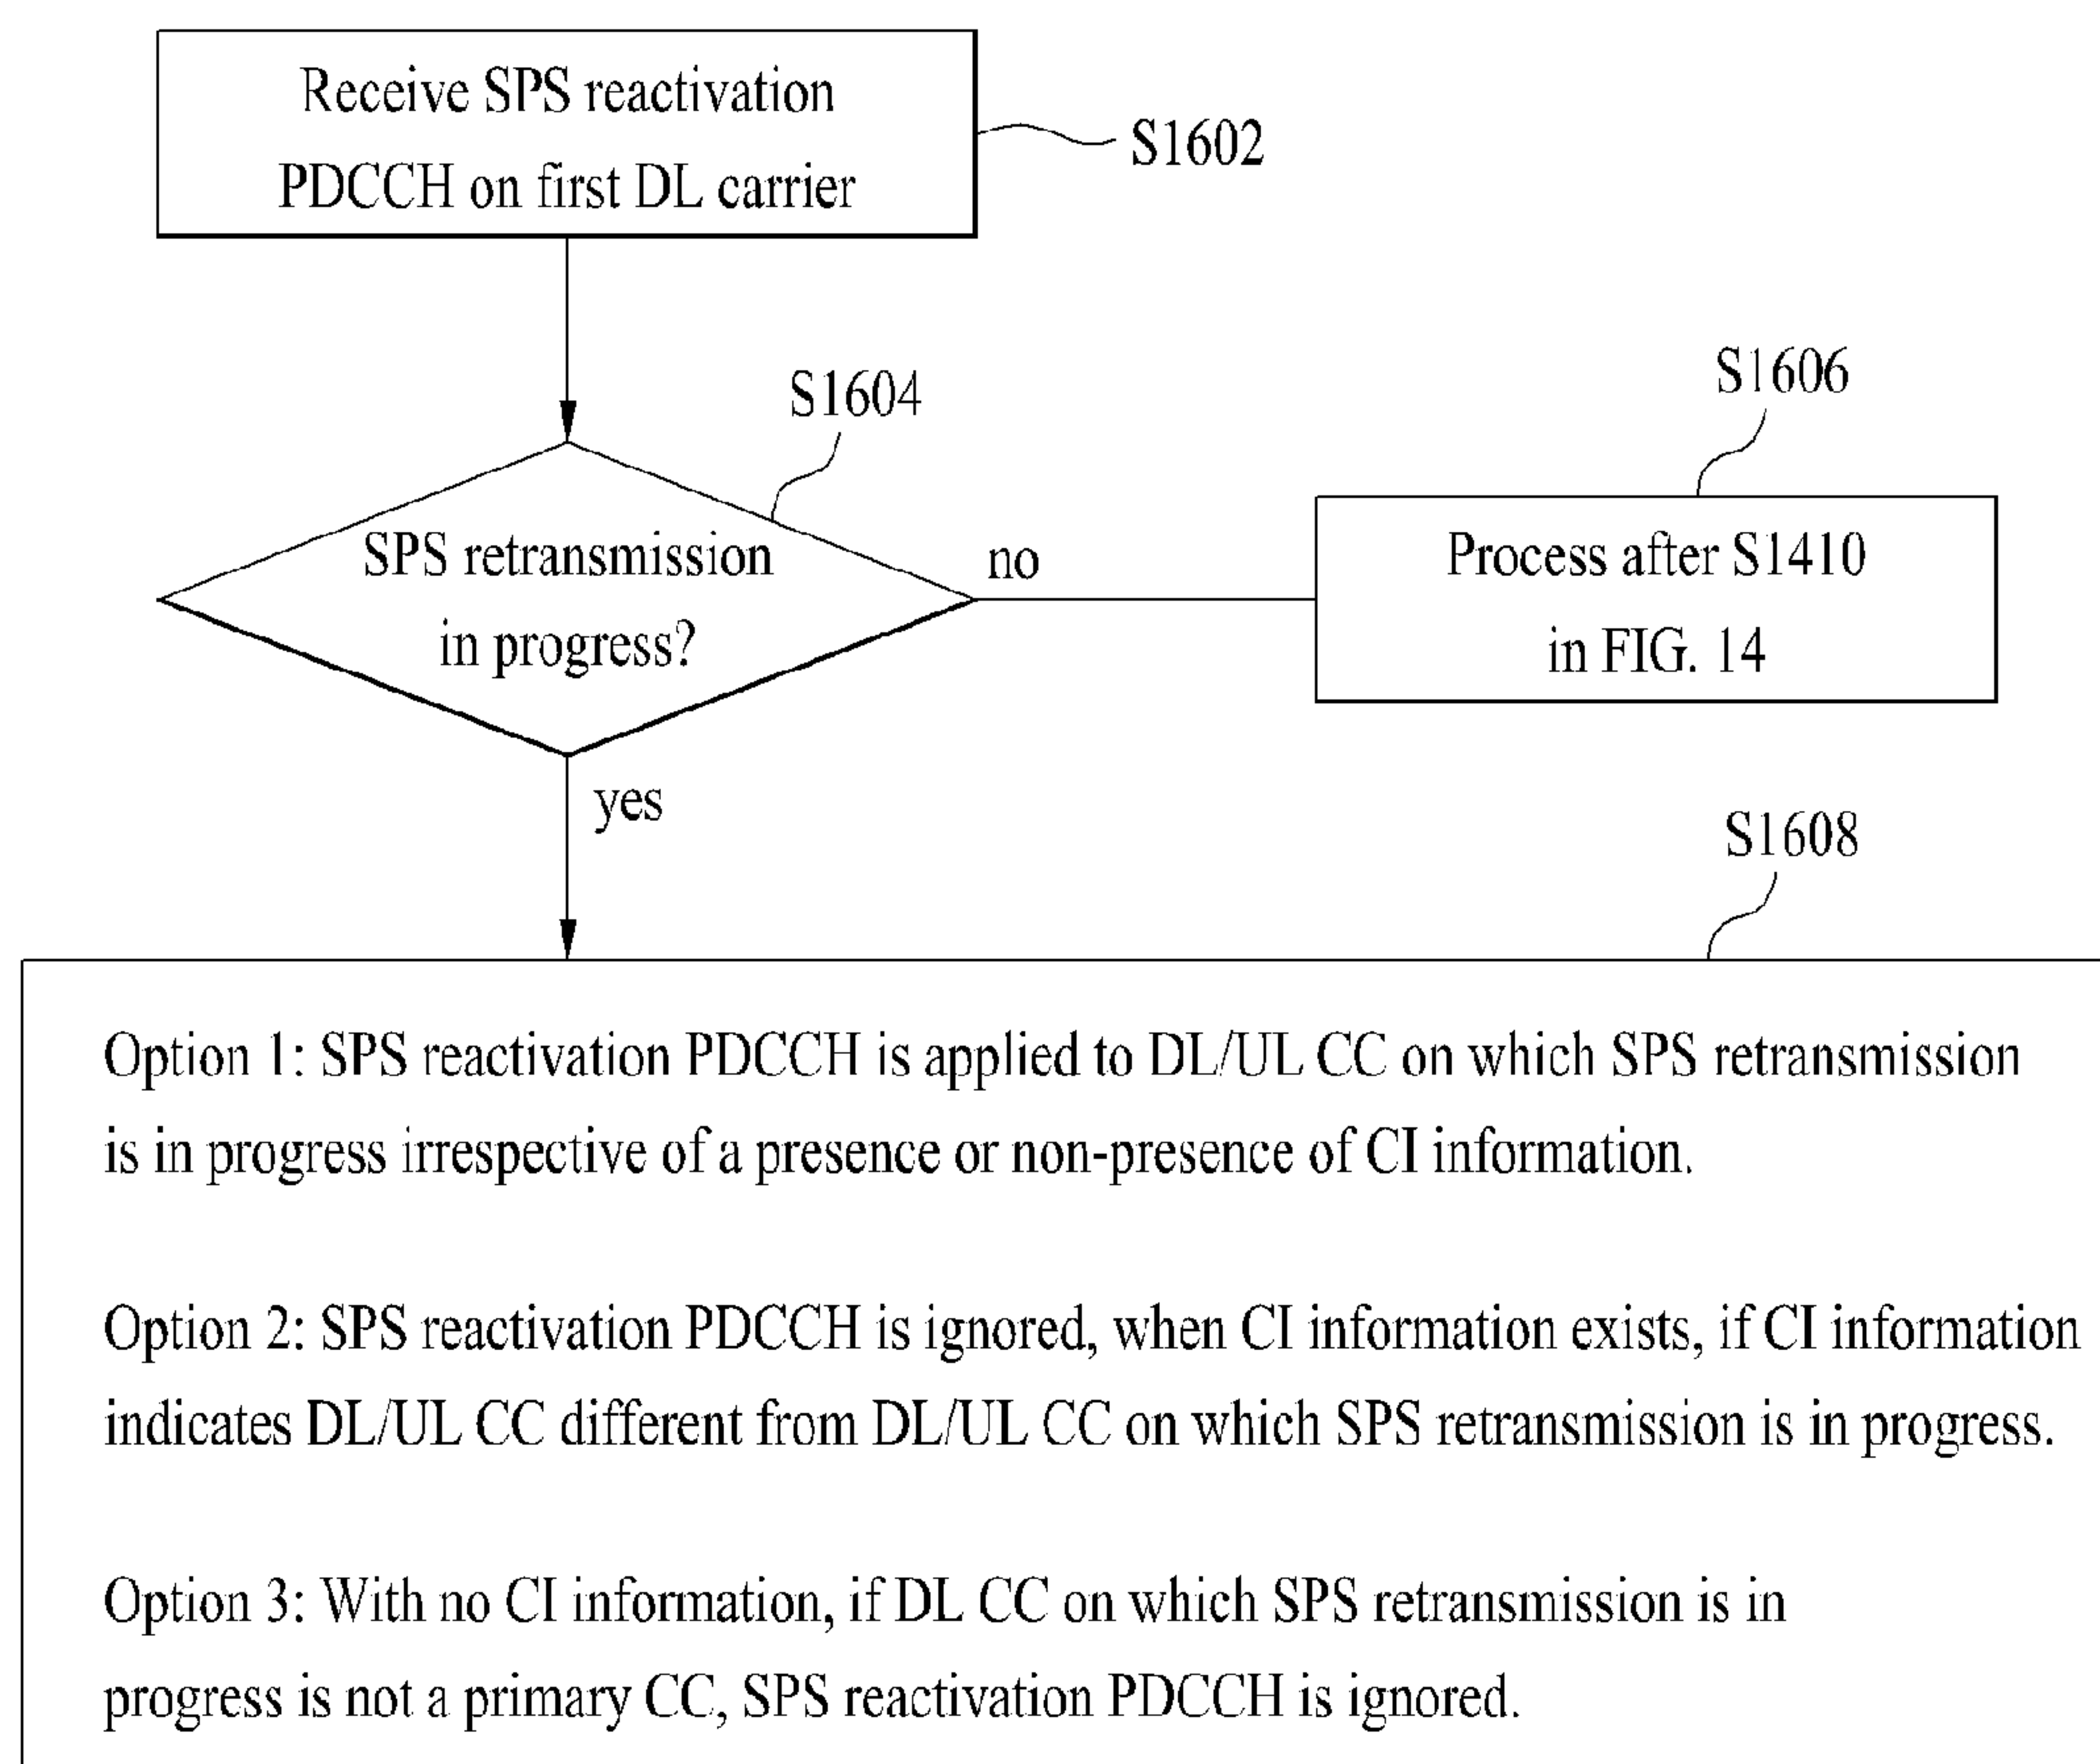 Receive SPS reactivation
PDCCH on first DL carrier
S1602
S1604
SPS retransmission
in progress?
no
S1606
Process after S1410
in FIG. 14
yes
S1608
Option 1: SPS reactivation PDCCH is applied to DL/UL CC on which SPS retransmission
is in progress irrespective of a presence or non-presence of CI information.
Option 2: SPS reactivation PDCCH is ignored, when CI information exists, if CI information
indicates DL/UL CC different from DL/UL CC on which SPS retransmission is in progress.
Option 3: With no CI information, if DL CC on which SPS retransmission is in
progress is not a primary CC, SPS reactivation PDCCH is ignored.